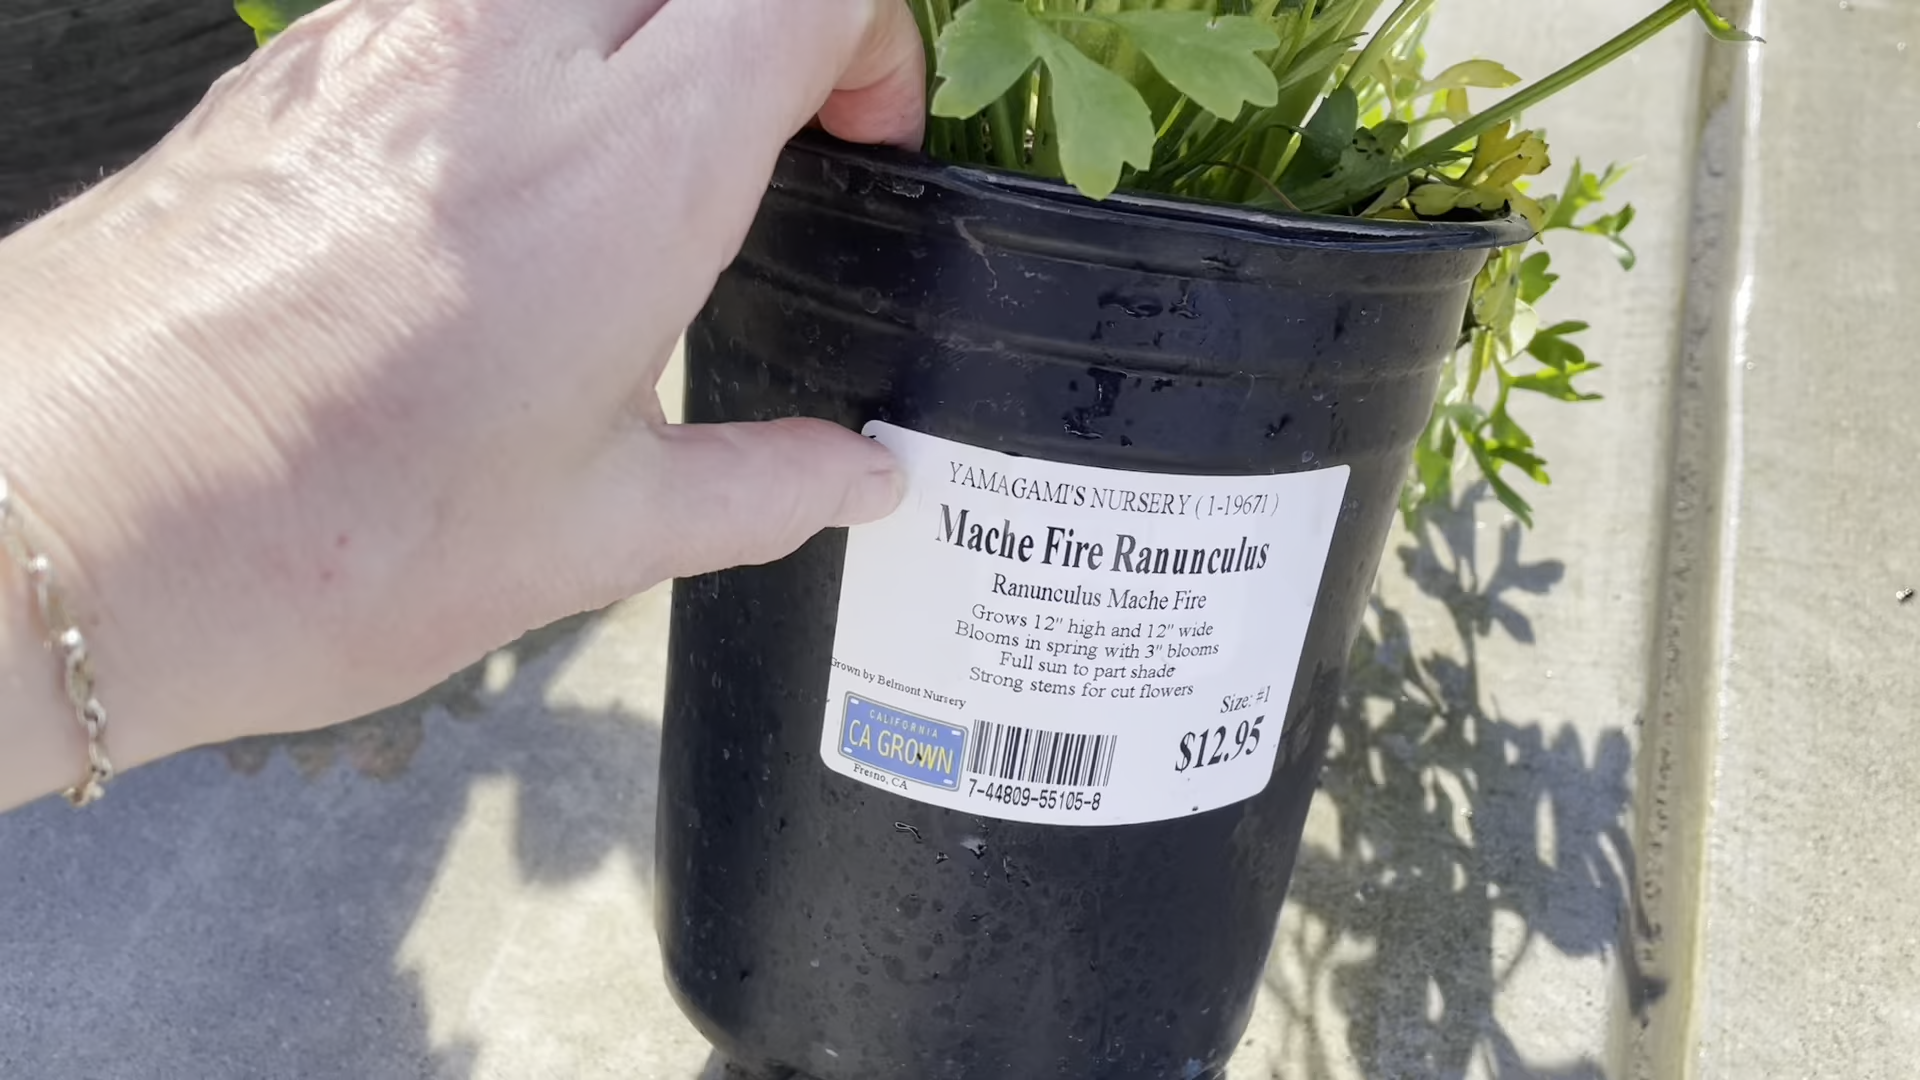 YAMAGAMI'S NURSERY ( 1-19671 )
Mache Fire Ranunculus
Ranunculus Mache Fire
Grows 12" high and 12" wide
Blooms in spring with 3" blooms
Full sun to part shade
Strong stems for cut flowers
Grown by Belmont Nursery
Size: #1
CALIFORNIA
CA GROWN
$12.95
Fresno, CA
7-44809-55105-8